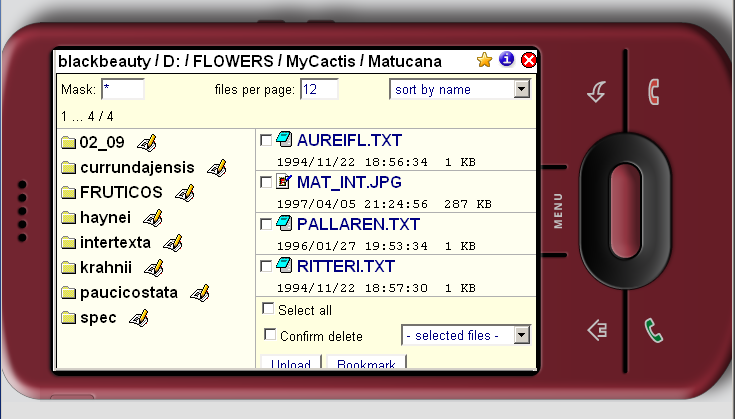 blackbeauty / D: / FLOWERS / MyCactis / Matucana
Mask: * files per page: 12 sort by name
1 ... 4 / 4
02_09
currundajensis
FRUTICOS
haynei
intertexta
krahnii
paucicostata
spec
AUREIFL.TXT
1994/11/22 18:56:34 1 KB
MAT_INT.JPG
1997/04/05 21:24:56 287 KB
PALLAREN.TXT
1996/01/27 19:53:34 1 KB
RITTERI.TXT
1994/11/22 18:57:30 1 KB
Select all
Confirm delete - selected files -
Upload Bookmark
MENU